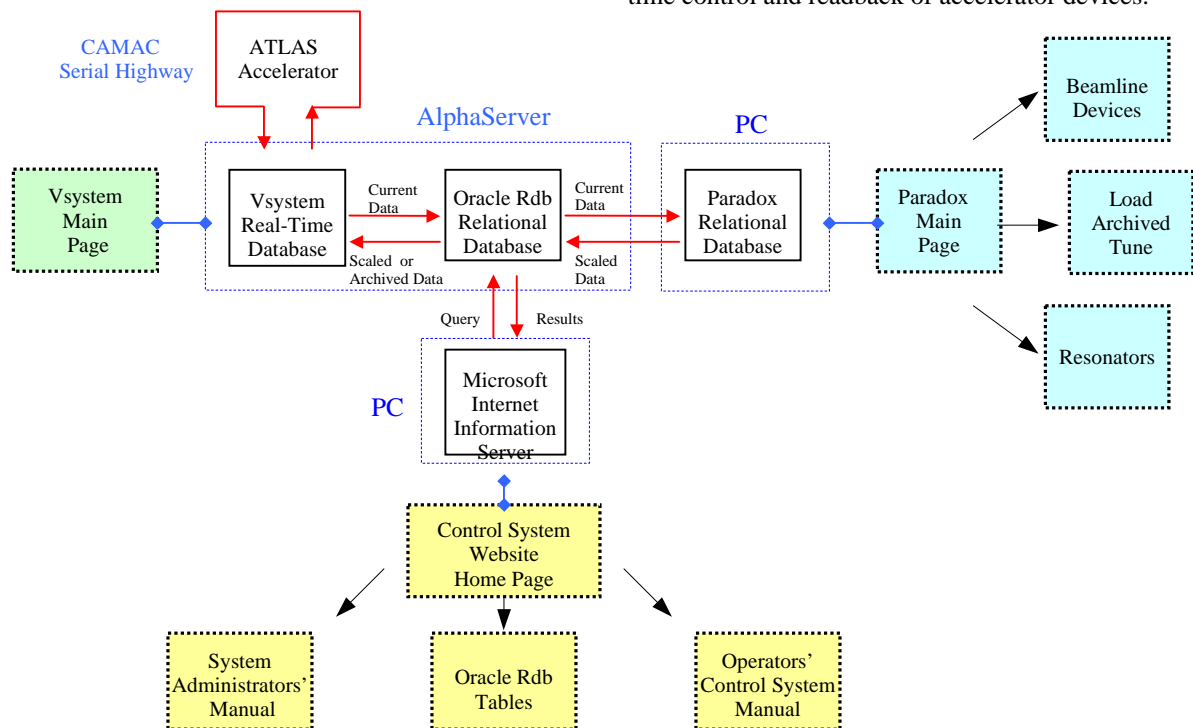 time control and readback of accelerator devices.
CAMAC
Serial Highway
ATLAS
Accelerator
AlphaServer
PC
Beamline
Devices
Vsystem
Main
Page
Vsystem
Real-Time
Database
Current
Data
Scaled or
Archived Data
Oracle Rdb
Relational
Database
Current
Data
Scaled
Data
Paradox
Relational
Database
Paradox
Main
Page
Load
Archived
Tune
Resonators
Query
Results
PC
Microsoft
Internet
Information
Server
Control System
Website
Home Page
System
Administrators’
Manual
Oracle Rdb
Tables
Operators’
Control System
Manual